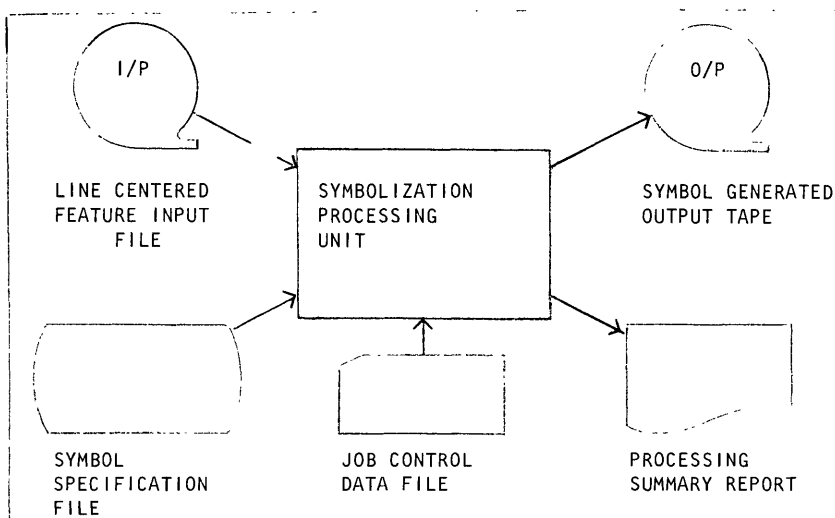 I/P
O/P
LINE CENTERED
FEATURE INPUT
FILE
SYMBOLIZATION
PROCESSING
UNIT
SYMBOL GENERATED
OUTPUT TAPE
SYMBOL
SPECIFICATION
FILE
JOB CONTROL
DATA FILE
PROCESSING
SUMMARY REPORT